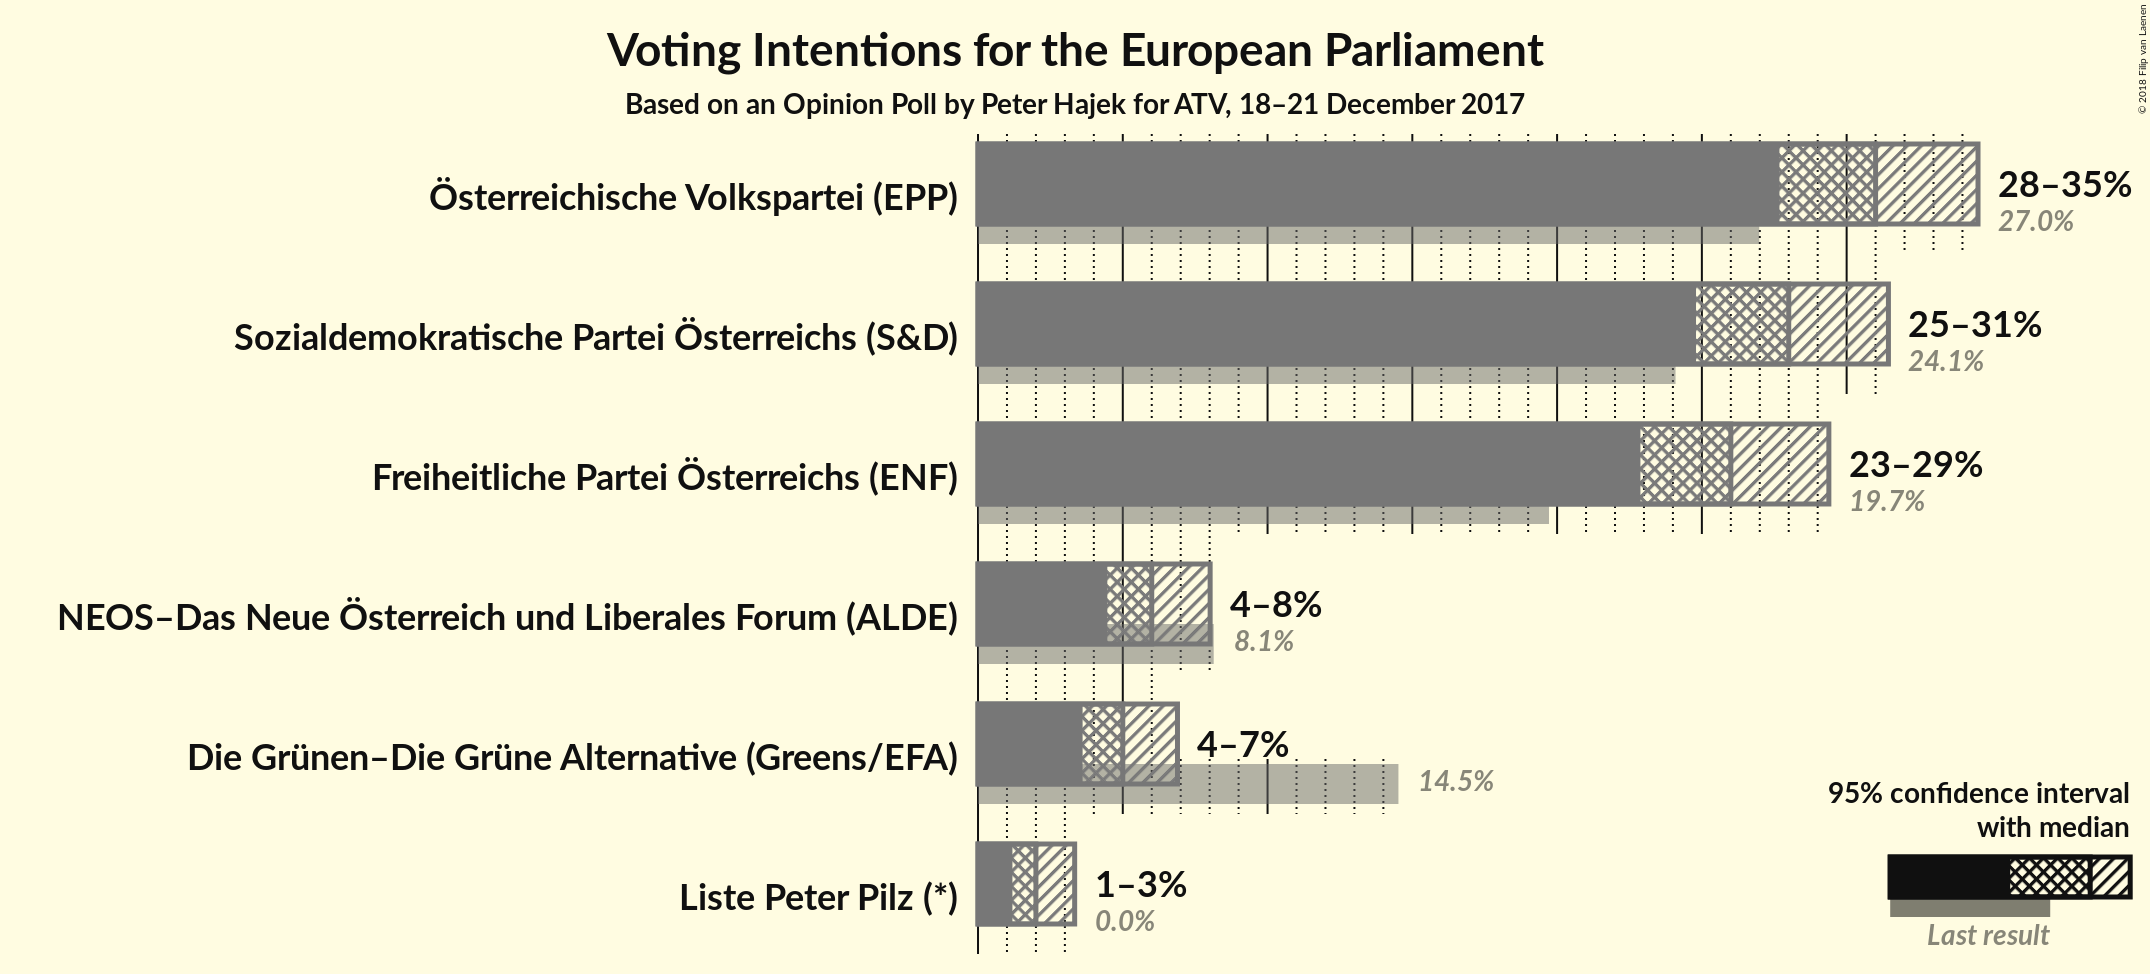 Voting Intentions for the European Parliament
Based on an Opinion Poll by Peter Hajek for ATV, 18–21 December 2017
© 2018 Filip van Laenen
Österreichische Volkspartei (EPP)
28–35%
27.0%
Sozialdemokratische Partei Österreichs (S&D)
25–31%
24.1%
Freiheitliche Partei Österreichs (ENF)
23–29%
19.7%
NEOS–Das Neue Österreich und Liberales Forum (ALDE)
4–8%
8.1%
Die Grünen–Die Grüne Alternative (Greens/EFA)
4–7%
14.5%
Liste Peter Pilz (*)
1–3%
0.0%
95% confidence interval
with median
Last result